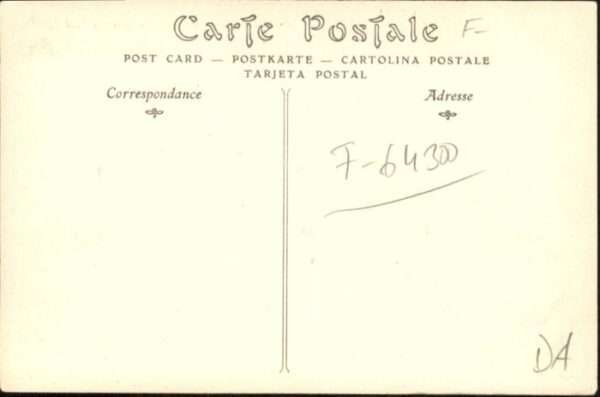 Carte Postale F-
POST CARD — POSTKARTE — CARTOLINA POSTALE
TARJETA POSTAL
Correspondance
Adresse
F-64300
DA